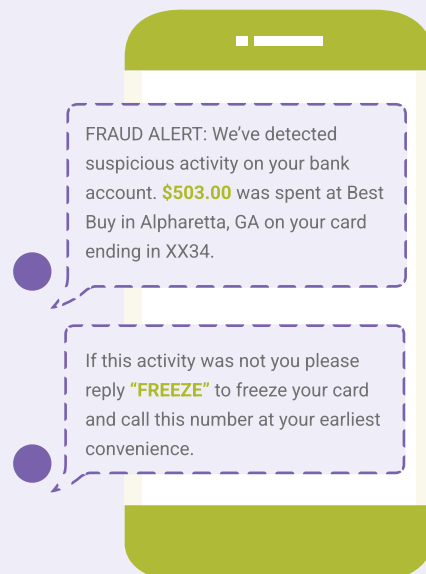 FRAUD ALERT: We’ve detected
suspicious activity on your bank
account. $503.00 was spent at Best
Buy in Alpharetta, GA on your card
ending in XX34.
If this activity was not you please
reply “FREEZE” to freeze your card
and call this number at your earliest
convenience.